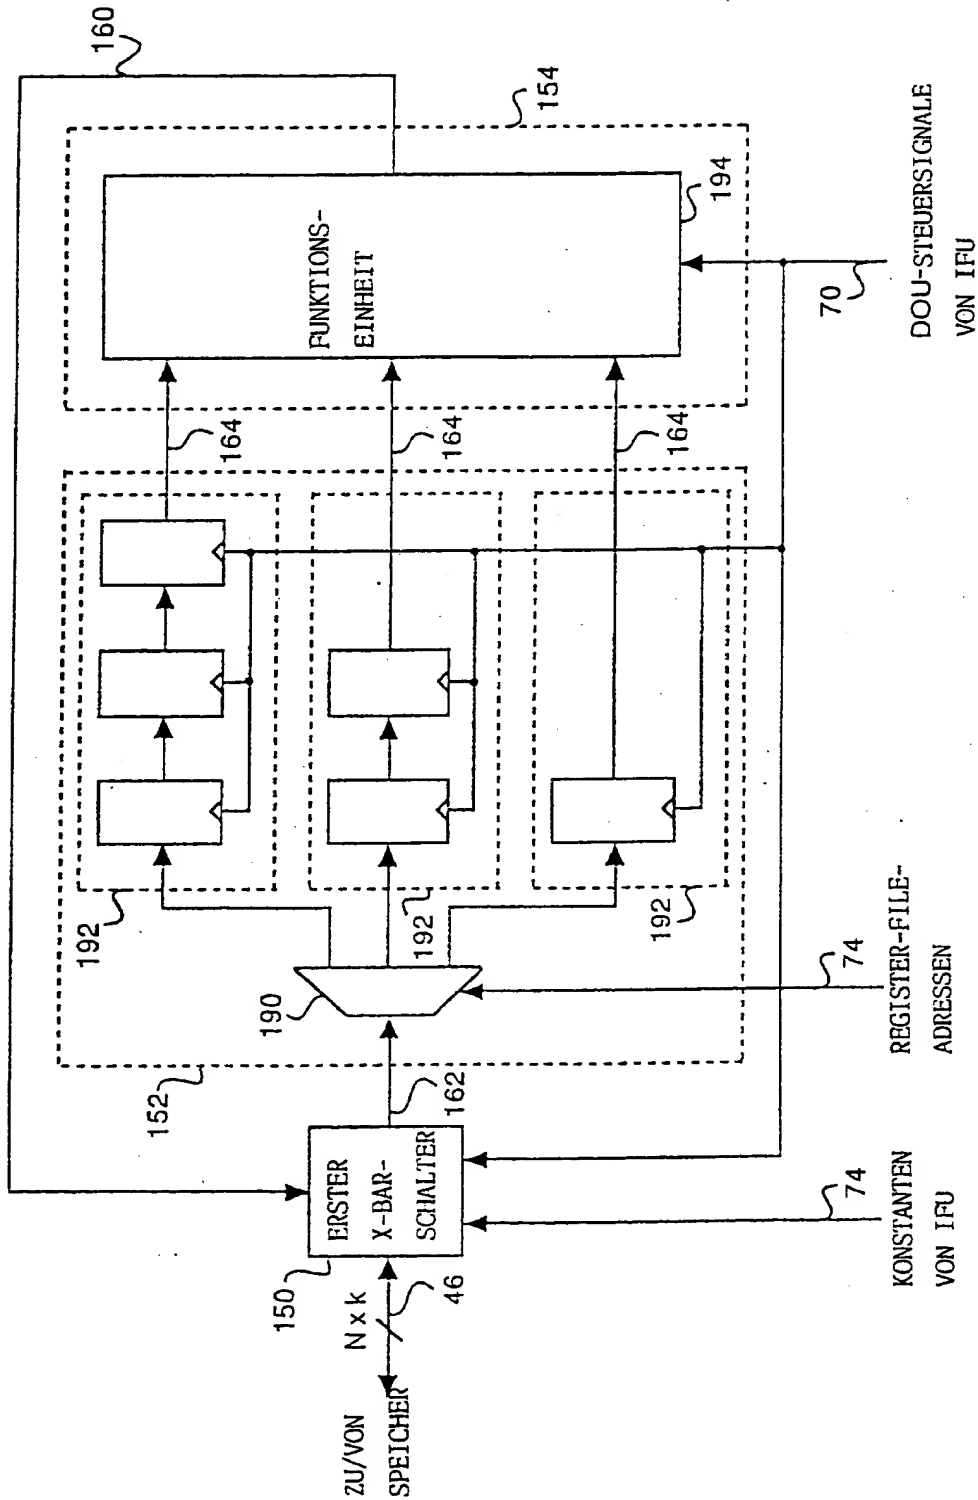 160
154
FUNKTIONS-
EINHEIT
194
164
164
164
70
DOU-STEUERSIGNALE
VON IFU
192
192
192
190
74
REGISTER-FILE-
ADRESSEN
152
162
ERSTER
X-BAR-
SCHALTER
150
N x k
46
74
KONSTANTEN
VON IFU
ZU/VON
SPEICHER